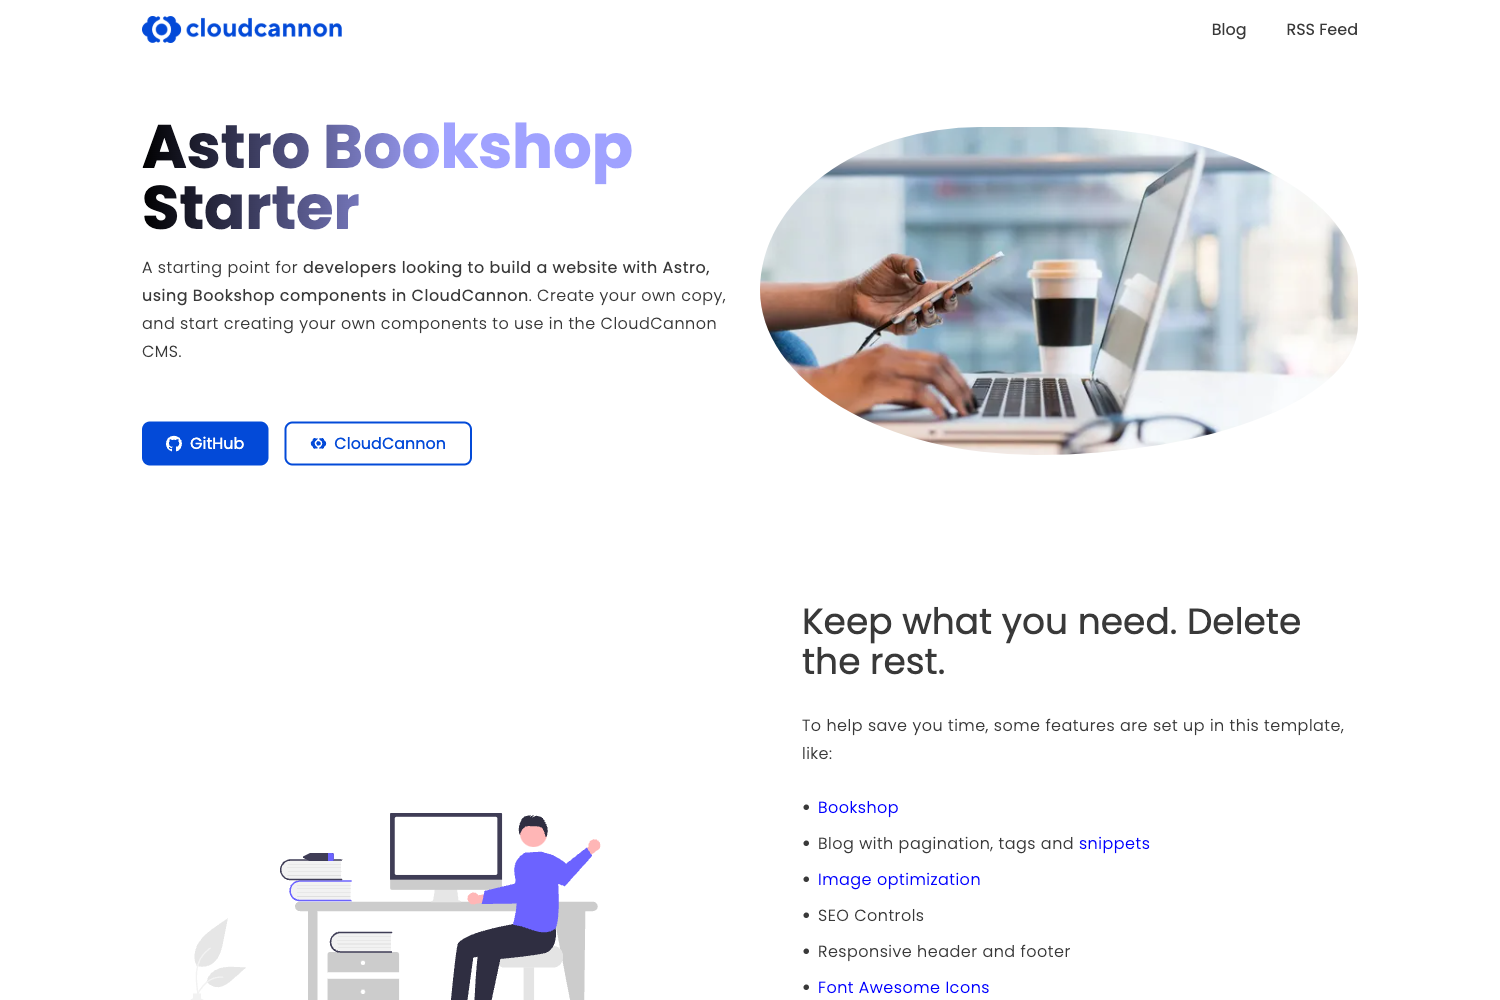 cloudcannon
Blog
RSS Feed
Astro Bookshop
Starter
A starting point for developers looking to build a website with Astro,
using Bookshop components in CloudCannon. Create your own copy,
and start creating your own components to use in the CloudCannon
CMS.
GitHub
CloudCannon
Keep what you need. Delete
the rest.
To help save you time, some features are set up in this template,
like:
• Bookshop
• Blog with pagination, tags and snippets
• Image optimization
• SEO Controls
• Responsive header and footer
• Font Awesome Icons